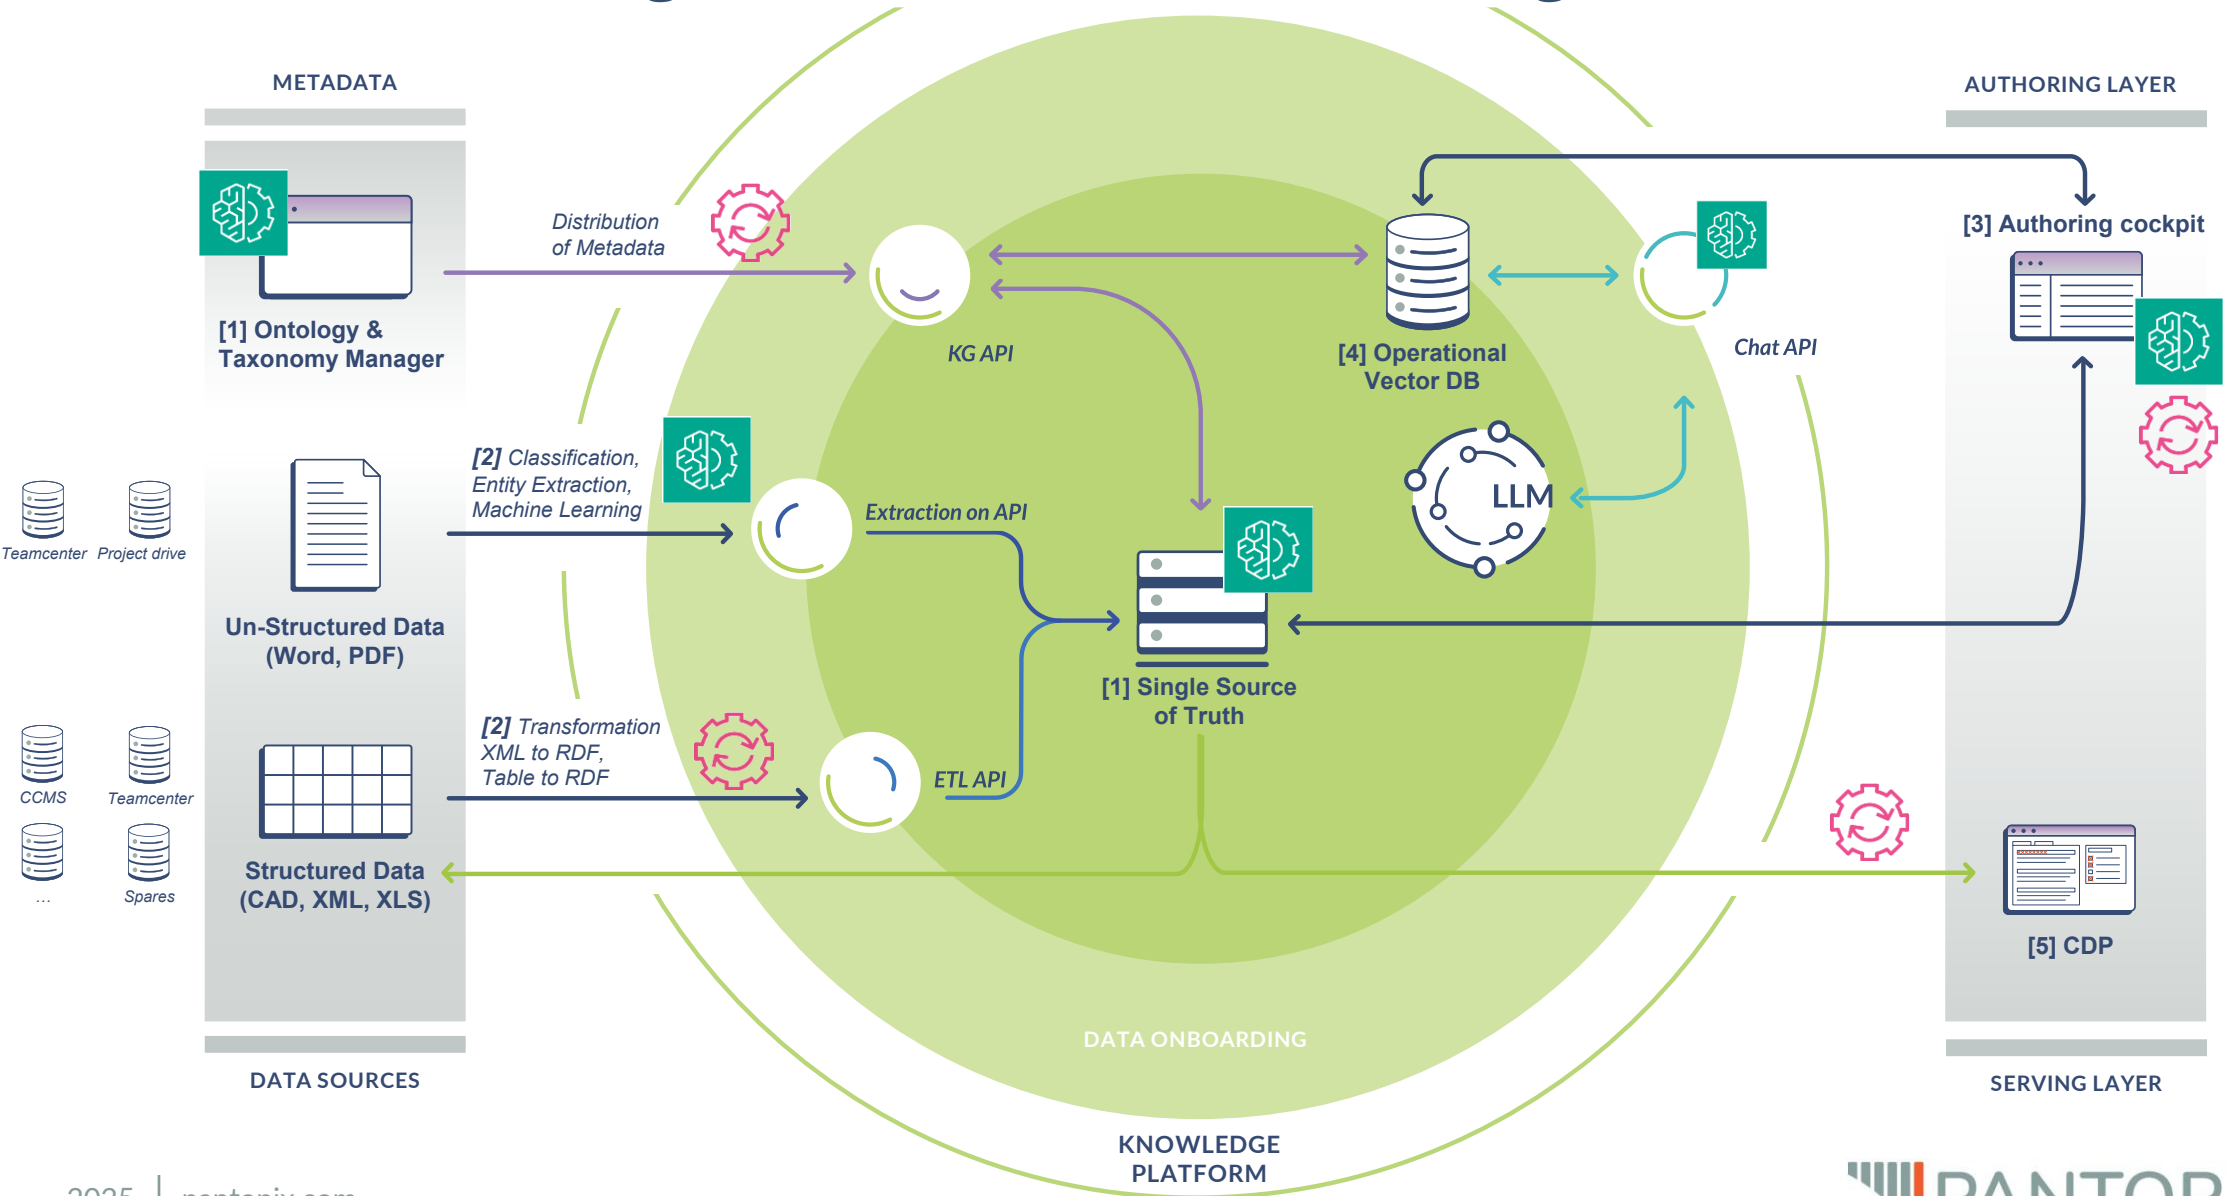 METADATA
AUTHORING LAYER
Distribution
of Metadata
[3] Authoring cockpit
[1] Ontology &
Taxonomy Manager
KG API
[4] Operational
Vector DB
Chat API
[2] Classification,
Entity Extraction,
Machine Learning
LLM
Extraction on API
Teamcenter
Project drive
Un-Structured Data
(Word, PDF)
[1] Single Source
of Truth
[2] Transformation
XML to RDF,
Table to RDF
ETL API
CCMS
Teamcenter
Structured Data
(CAD, XML, XLS)
...
Spares
[5] CDP
DATA ONBOARDING
DATA SOURCES
SERVING LAYER
KNOWLEDGE
PLATFORM